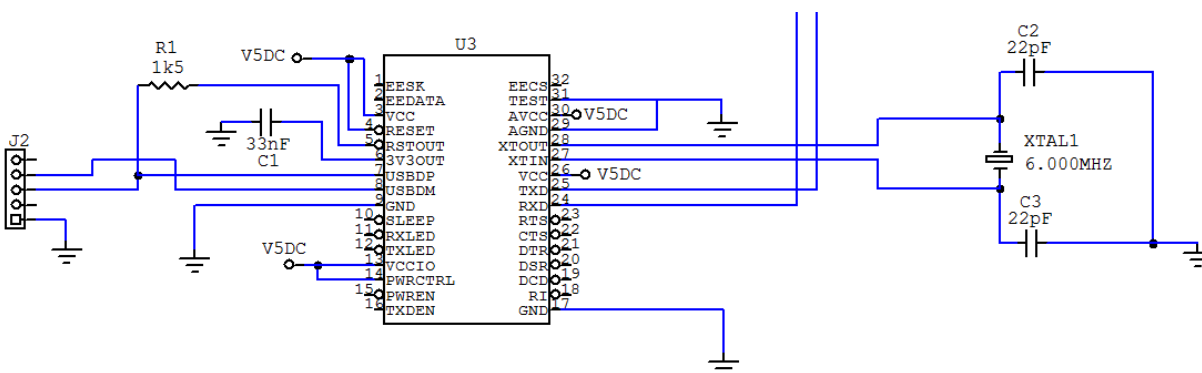 R1
1k5
V5DC
U3
C2
22pF
J2
33nF
C1
1 EESK
2 EEDATA
3 VCC
4 RESET
5 RSTOUT
6 3V3OUT
7 USBDP
8 USBDM
9 GND
10 SLEEP
11 RXLED
12 TXLED
13 VCCIO
14 PWRCTRL
15 PWREN
16 TXDEN
V5DC
EECS 32
TEST 31
AVCC 30 V5DC
AGND 29
XTOUT 28
XTIN 27
VCC 26 V5DC
TXD 25
RXD 24
RTS 23
CTS 22
DTR 21
DSR 20
DCD 19
RI 18
GND 17
XTAL1
6.000MHZ
C3
22pF